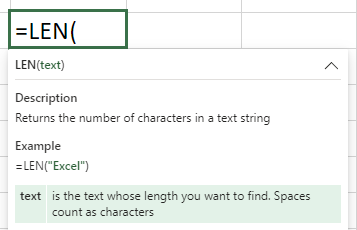 =LEN(
LEN(text)
Description
Returns the number of characters in a text string
Example
=LEN("Excel")
text is the text whose length you want to find. Spaces
count as characters